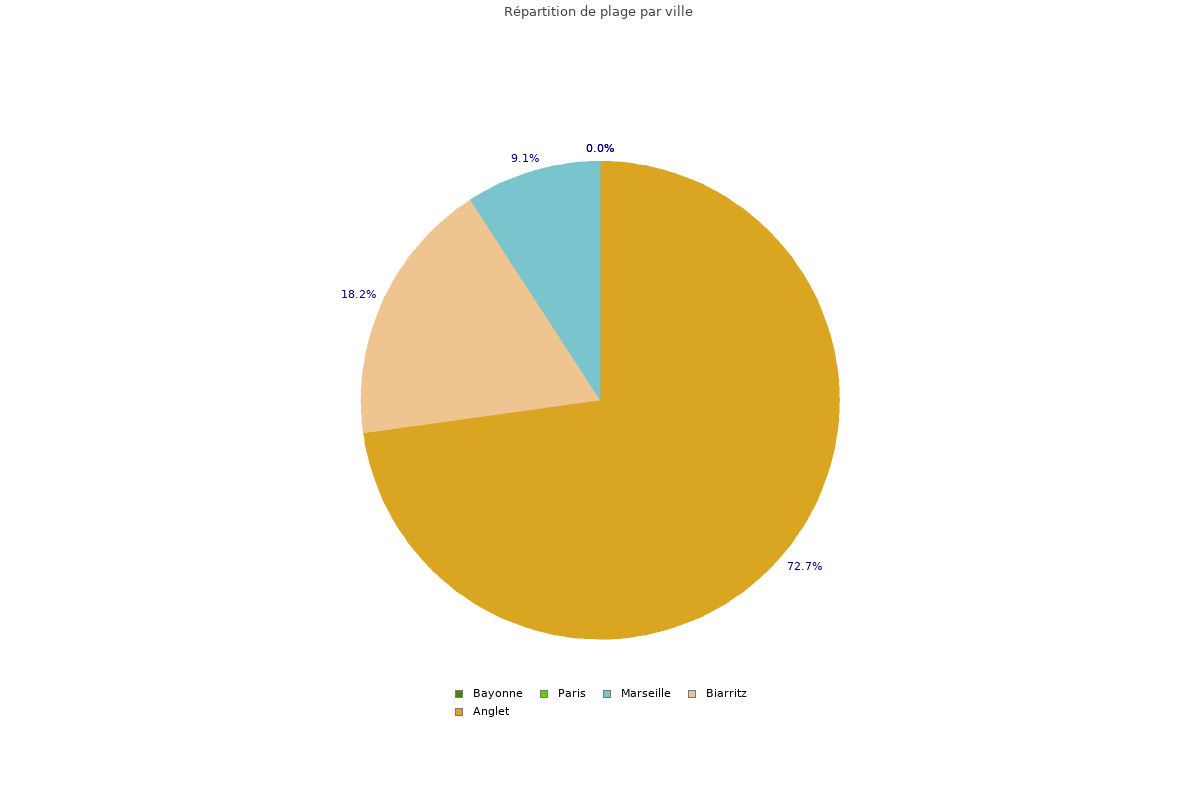 Répartition de plage par ville
0.0%
9.1%
18.2%
72.7%
Bayonne Paris Marseille Biarritz
Anglet